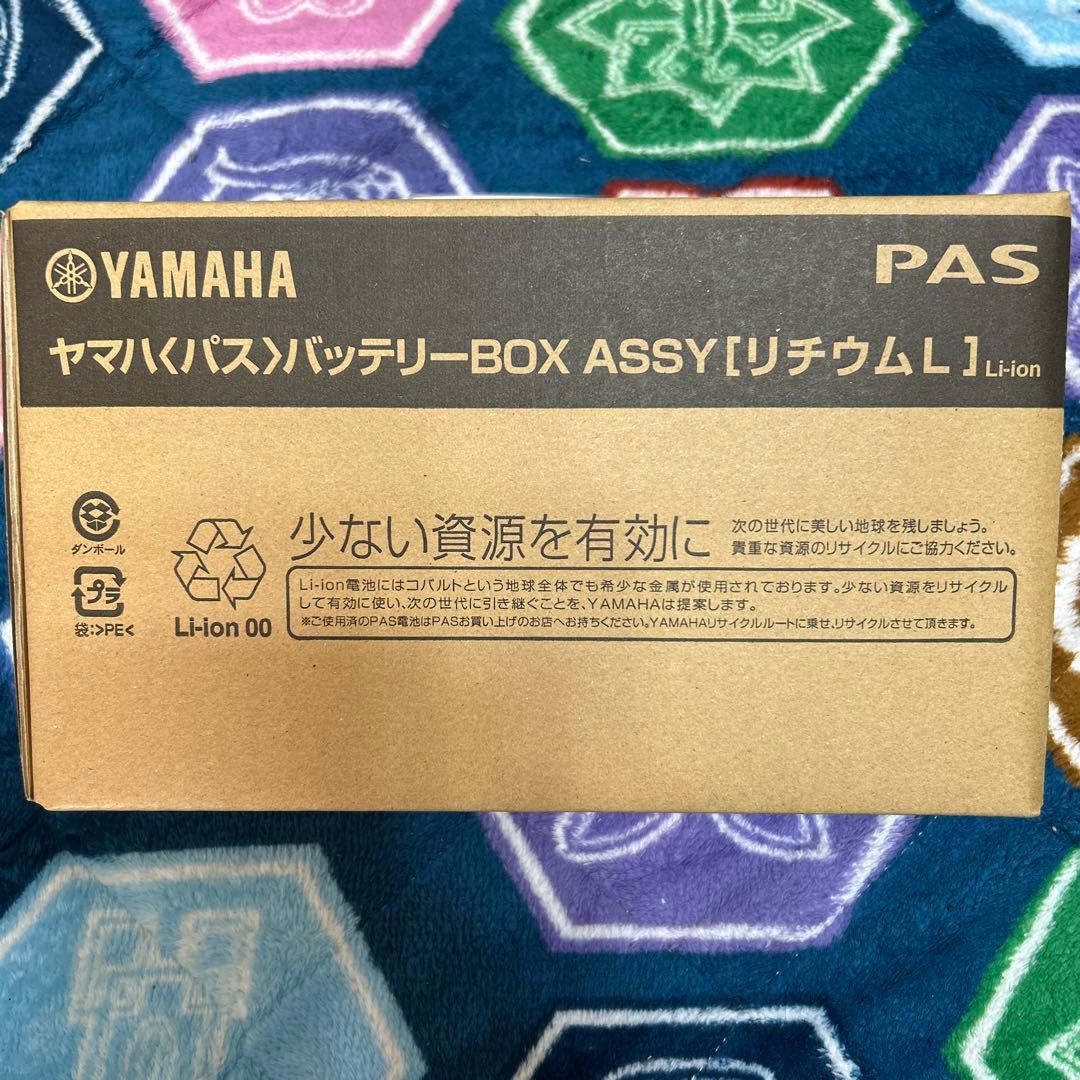 YAMAHA
PAS
ヤマハ〈パス〉バッテリーBOX ASSY[リチウムL]Li-ion
ダンボール
プラ
袋:>PE<
Li-ion 00
少ない資源を有効に
次の世代に美しい地球を残しましょう。
貴重な資源のリサイクルにご協力ください。
Li-ion電池にはコバルトという地球全体でも希少な金属が使用されております。少ない資源をリサイクル
して有効に使い、次の世代に引き継ぐことを、YAMAHAは提案します。
※ご使用済のPAS電池はPASお買い上げのお店へお持ちください。YAMAHAリサイクルルートに乗せ、リサイクルさせて頂きます。